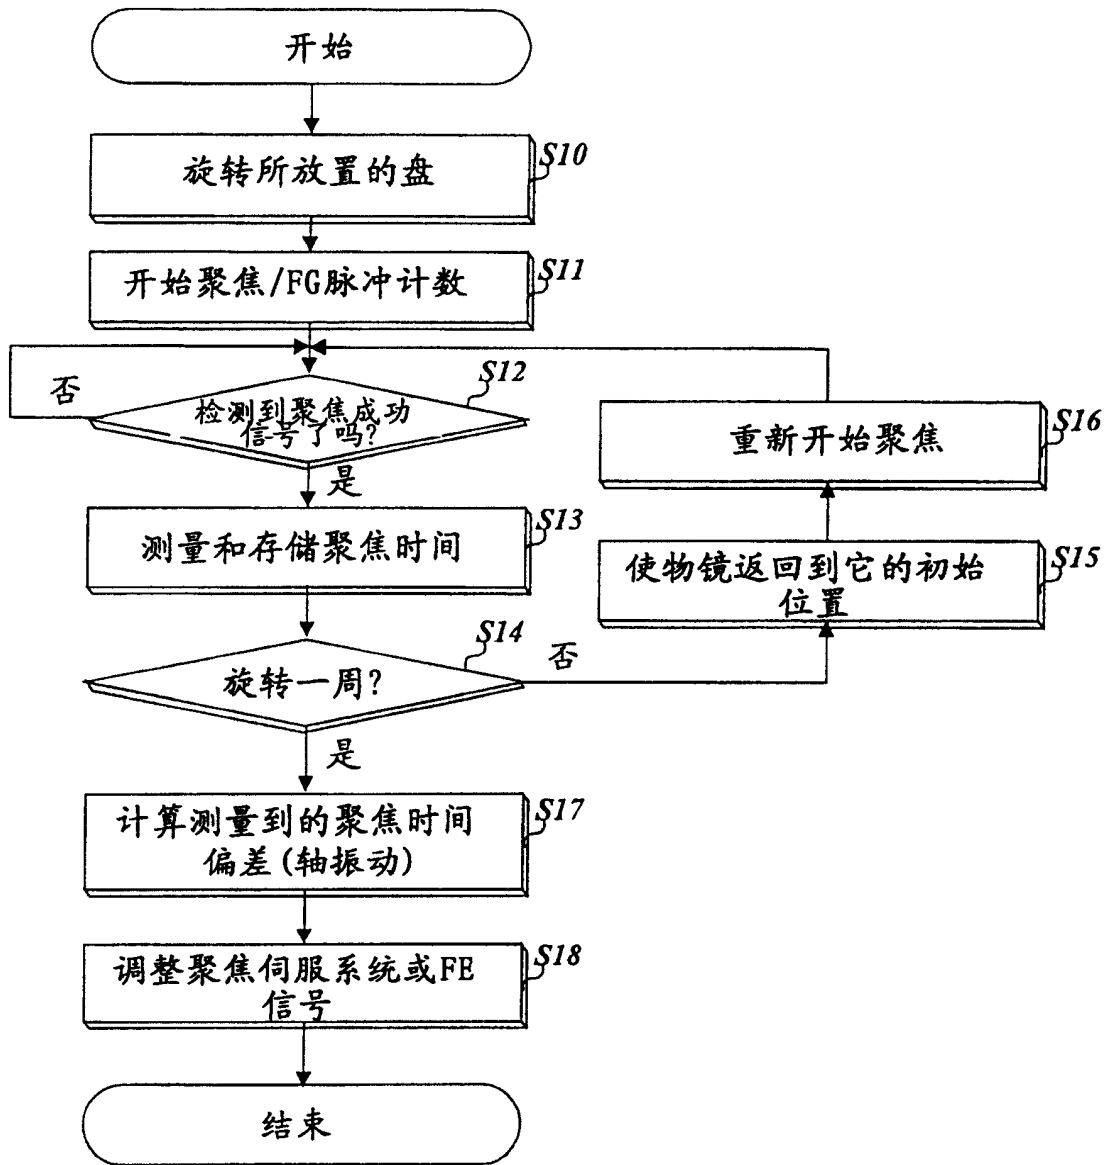 开始
旋转所放置的盘
S10
开始聚焦/FG脉冲计数
S11
否
检测到聚焦成功
信号了吗?
S12
是
测量和存储聚焦时间
S13
旋转一周?
S14
否
使物镜返回到它的初始
位置
S15
重新开始聚焦
S16
是
计算测量到的聚焦时间
偏差(轴振动)
S17
调整聚焦伺服系统或FE
信号
S18
结束